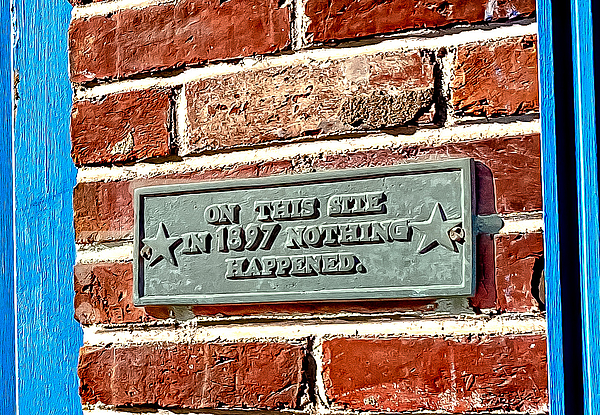 ON THIS SITE
IN 1897 NOTHING
HAPPENED.